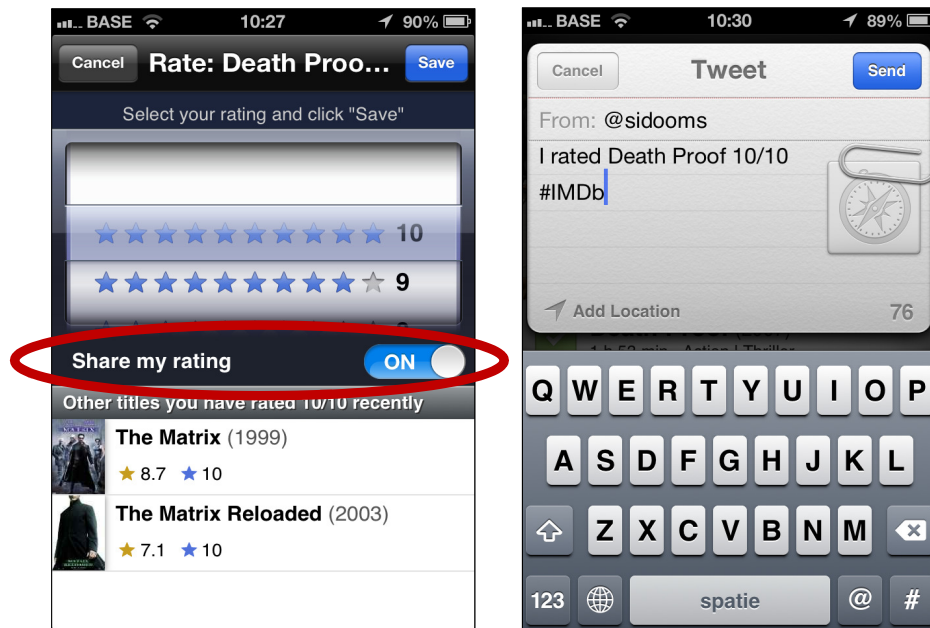 BASE 10:27 90%
Cancel Rate: Death Proo... Save
Select your rating and click "Save"
10
9
Share my rating ON
Other titles you have rated 10/10 recently
The Matrix (1999)
8.7 10
The Matrix Reloaded (2003)
7.1 10
BASE 10:30 89%
Cancel Tweet Send
From: @sidooms
I rated Death Proof 10/10
#IMDb
Add Location 76
Q W E R T Y U I O P
A S D F G H J K L
Z X C V B N M
123 spatie @ #